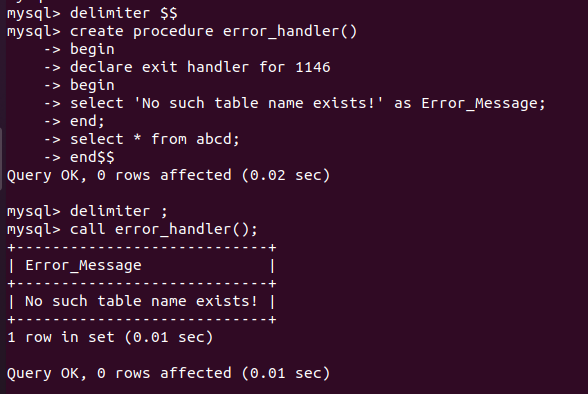 mysql> delimiter $$
mysql> create procedure error_handler()
    -> begin
    -> declare exit handler for 1146
    -> begin
    -> select 'No such table name exists!' as Error_Message;
    -> end;
    -> select * from abcd;
    -> end$$
Query OK, 0 rows affected (0.02 sec)

mysql> delimiter ;
mysql> call error_handler();
+----------------------------+
| Error_Message              |
+----------------------------+
| No such table name exists! |
+----------------------------+
1 row in set (0.01 sec)

Query OK, 0 rows affected (0.01 sec)